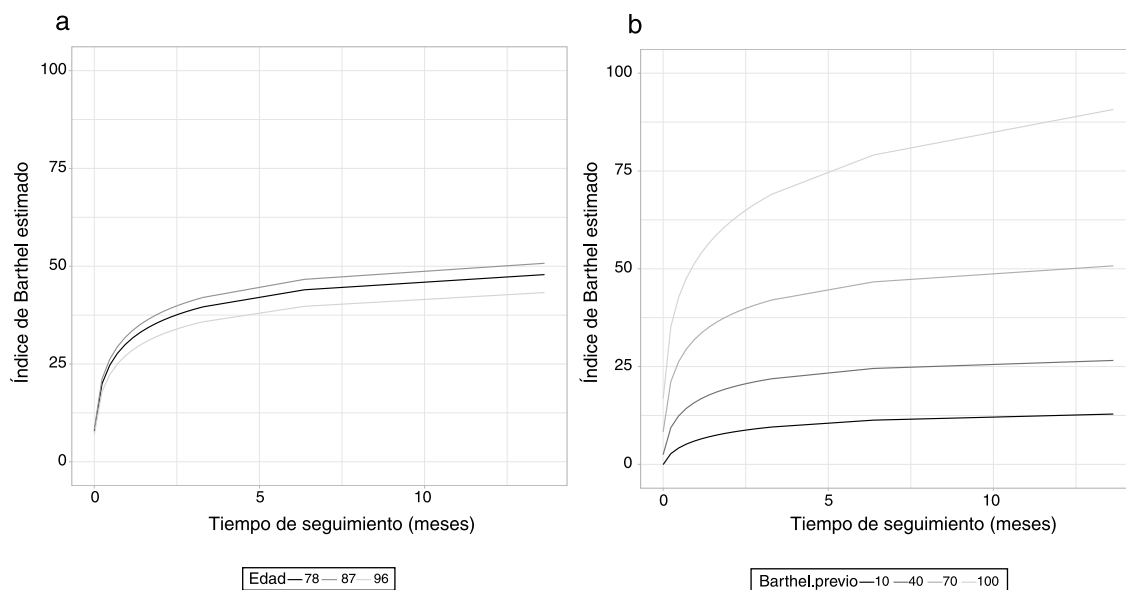 a
100
75
50
25
0
Índice de Barthel estimado
0 5 10
Tiempo de seguimiento (meses)
Edad 78 87 96
b
100
75
50
25
0
Índice de Barthel estimado
0 5 10
Tiempo de seguimiento (meses)
Barthel.previo 10 40 70 100